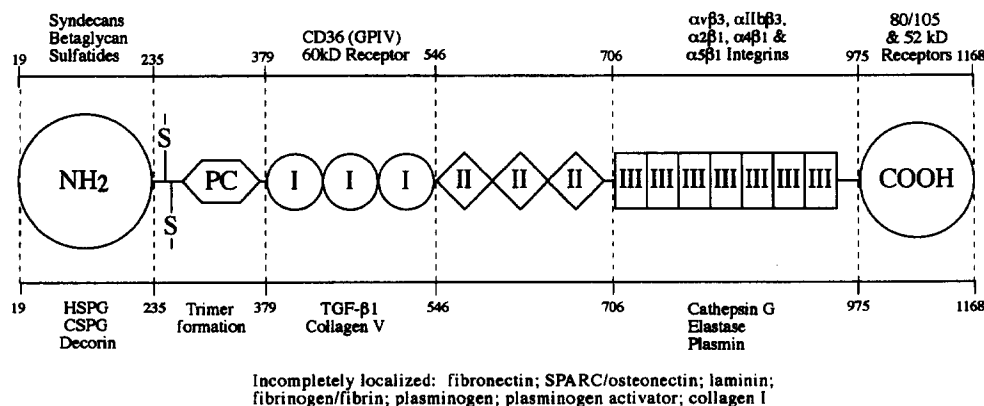 Syndecans
Betaglycan
Sulfatides
CD36 (GPIV)
60kD Receptor
αvβ3, αIIbβ3,
α2β1, α4β1 &
α5β1 Integrins
80/105
& 52 kD
Receptors
19 235 379 546 706 975 1168
NH2 S S PC I I I II II II III III III III III III III COOH
19 235 379 546 706 975 1168
HSPG
CSPG
Decorin
Trimer
formation
TGF-β1
Collagen V
Cathepsin G
Elastase
Plasmin
Incompletely localized: fibronectin; SPARC/osteonectin; laminin;
fibrinogen/fibrin; plasminogen; plasminogen activator; collagen I